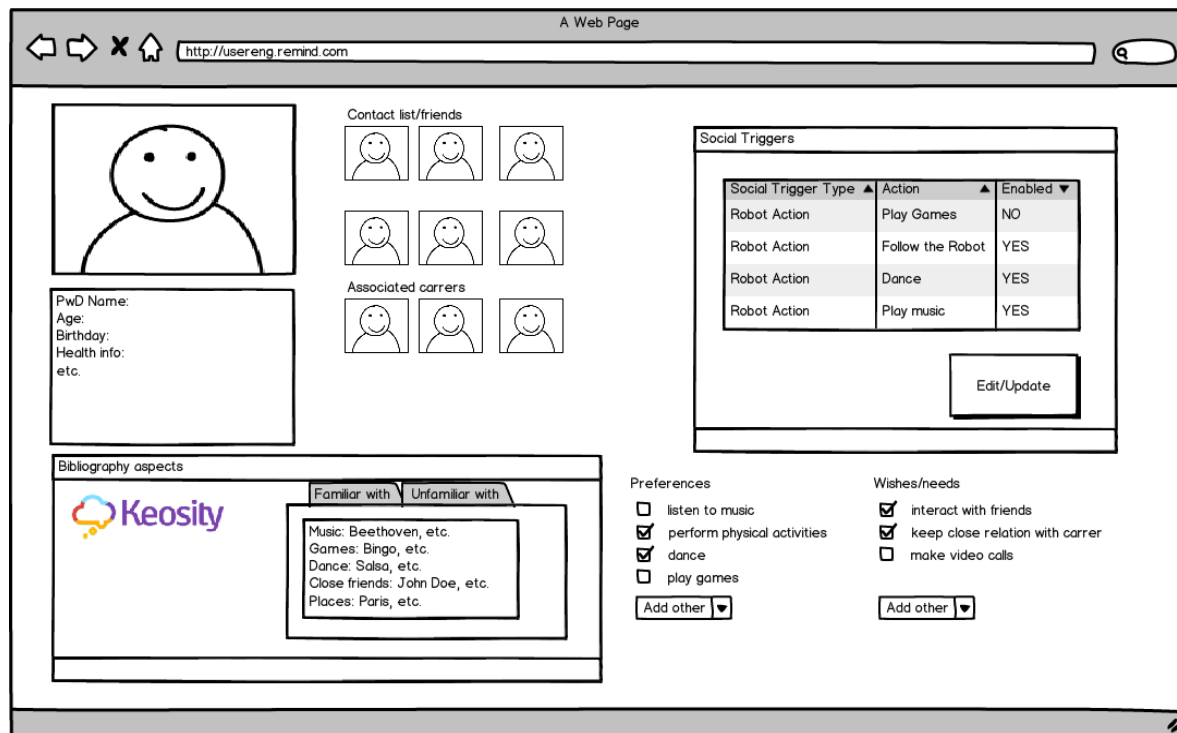 A Web Page
http://usereng.remind.com
Contact list/friends
Associated carrers
PwD Name:
Age:
Birthday:
Health info:
etc.
Social Triggers
Social Trigger Type Action Enabled
Robot Action Play Games NO
Robot Action Follow the Robot YES
Robot Action Dance YES
Robot Action Play music YES
Edit/Update
Bibliography aspects
Keosity
Familiar with Unfamiliar with
Music: Beethoven, etc.
Games: Bingo, etc.
Dance: Salsa, etc.
Close friends: John Doe, etc.
Places: Paris, etc.
Preferences
listen to music
perform physical activities
dance
play games
Add other
Wishes/needs
interact with friends
keep close relation with carrer
make video calls
Add other